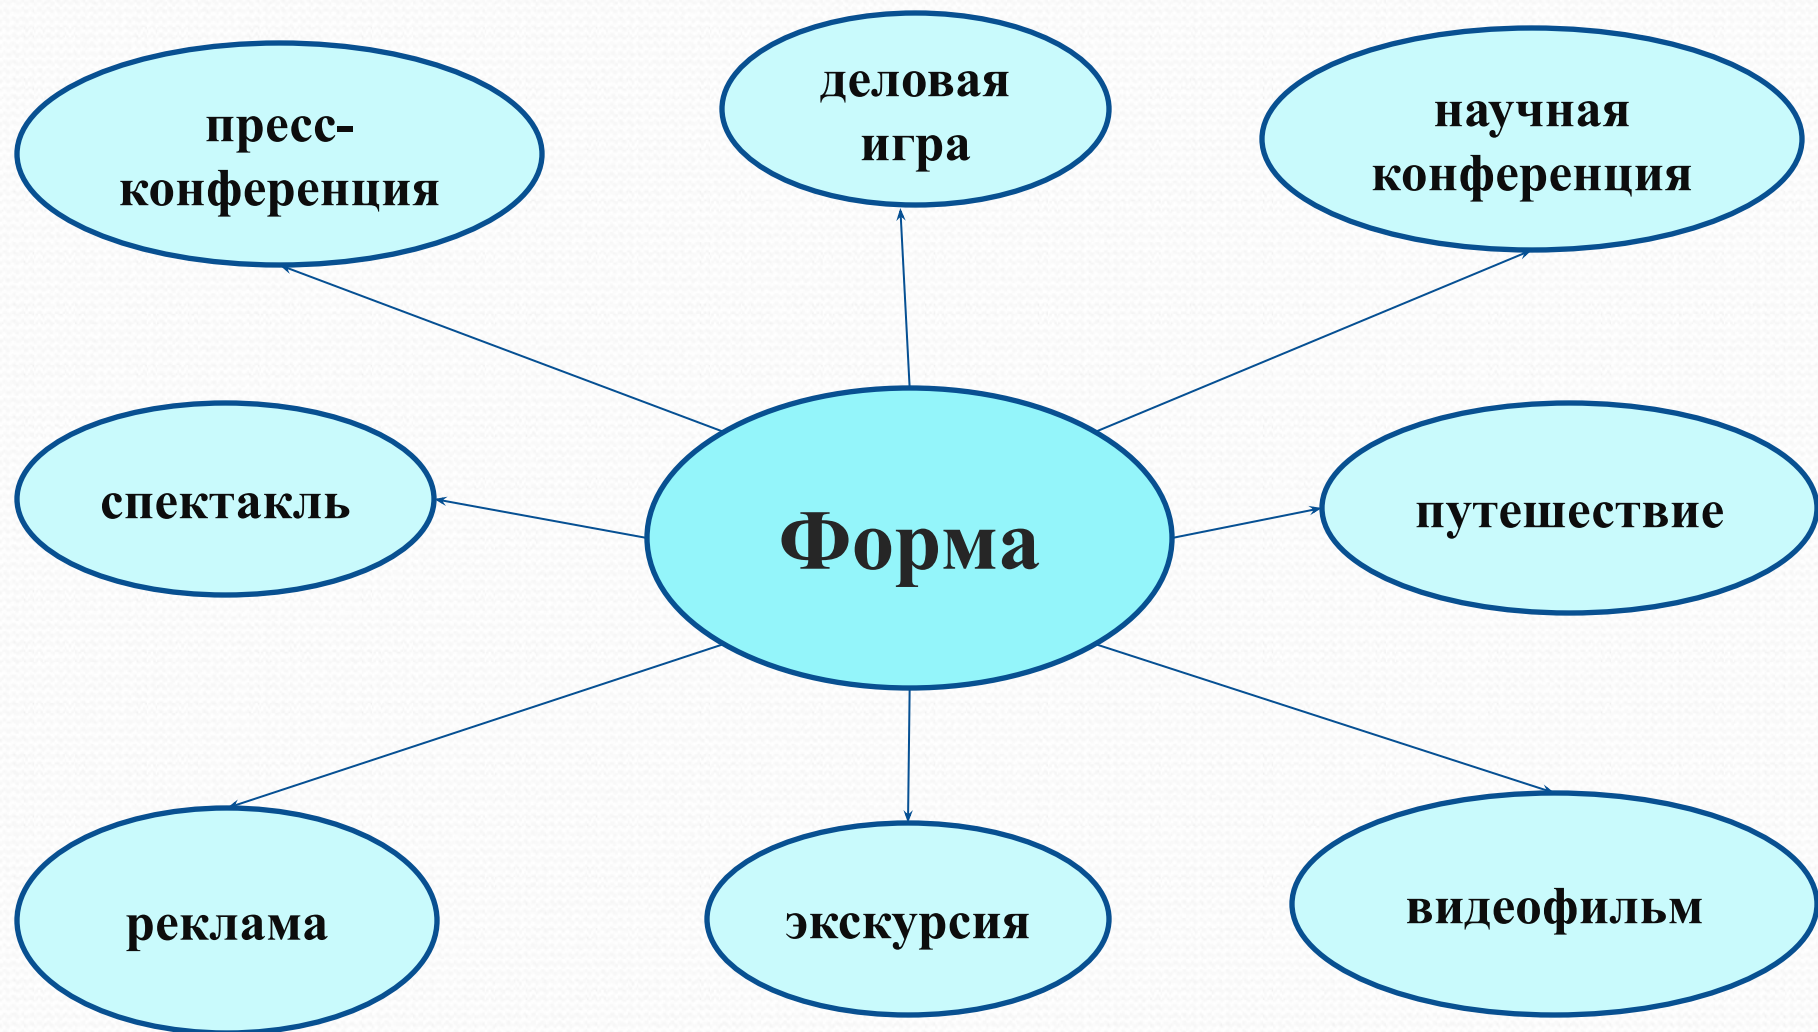 пресс-
конференция
деловая
игра
научная
конференция
спектакль
Форма
путешествие
реклама
экскурсия
видеофильм